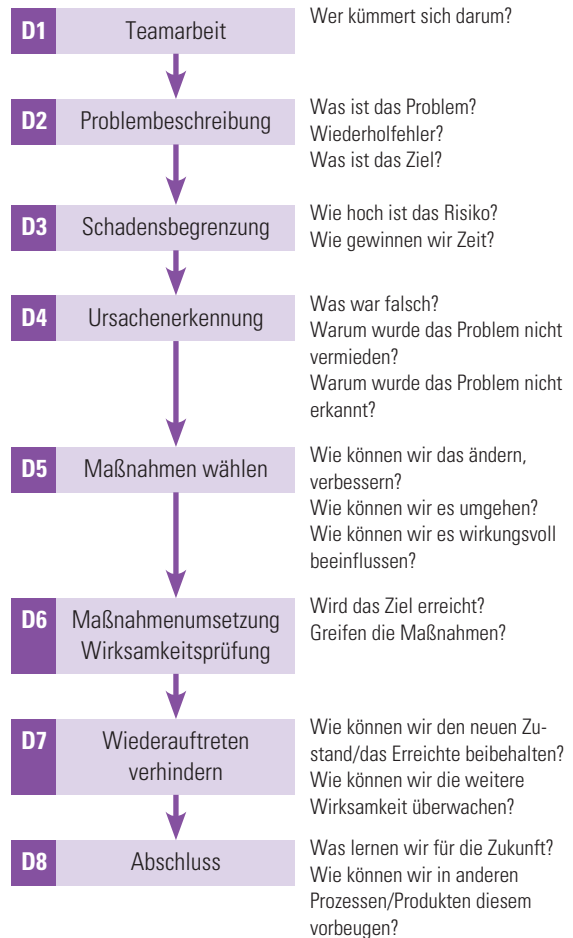 D1 Teamarbeit
Wer kümmert sich darum?
D2 Problembeschreibung
Was ist das Problem?
Wiederholfehler?
Was ist das Ziel?
D3 Schadensbegrenzung
Wie hoch ist das Risiko?
Wie gewinnen wir Zeit?
D4 Ursachenerkennung
Was war falsch?
Warum wurde das Problem nicht
vermieden?
Warum wurde das Problem nicht
erkannt?
D5 Maßnahmen wählen
Wie können wir das ändern,
verbessern?
Wie können wir es umgehen?
Wie können wir es wirkungsvoll
beeinflussen?
D6 Maßnahmenumsetzung
Wirksamkeitsprüfung
Wird das Ziel erreicht?
Greifen die Maßnahmen?
D7 Wiederauftreten
verhindern
Wie können wir den neuen Zu-
stand/das Erreichte beibehalten?
Wie können wir die weitere
Wirksamkeit überwachen?
D8 Abschluss
Was lernen wir für die Zukunft?
Wie können wir in anderen
Prozessen/Produkten diesem
vorbeugen?